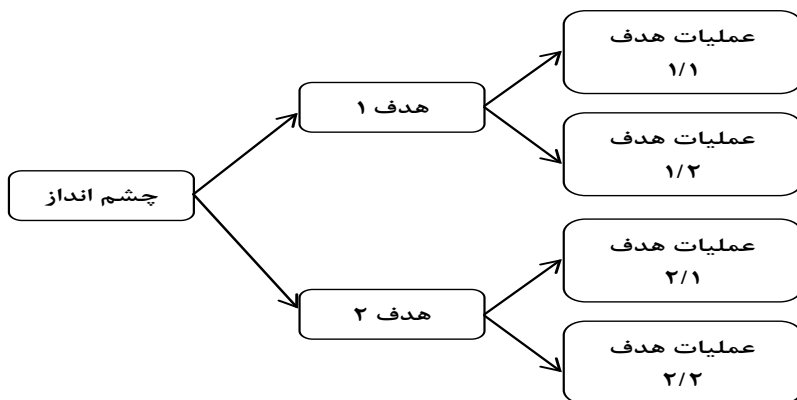 چشم انداز
هدف ۱
عملیات هدف
۱/۱
عملیات هدف
۱/۲
هدف ۲
عملیات هدف
۲/۱
عملیات هدف
۲/۲